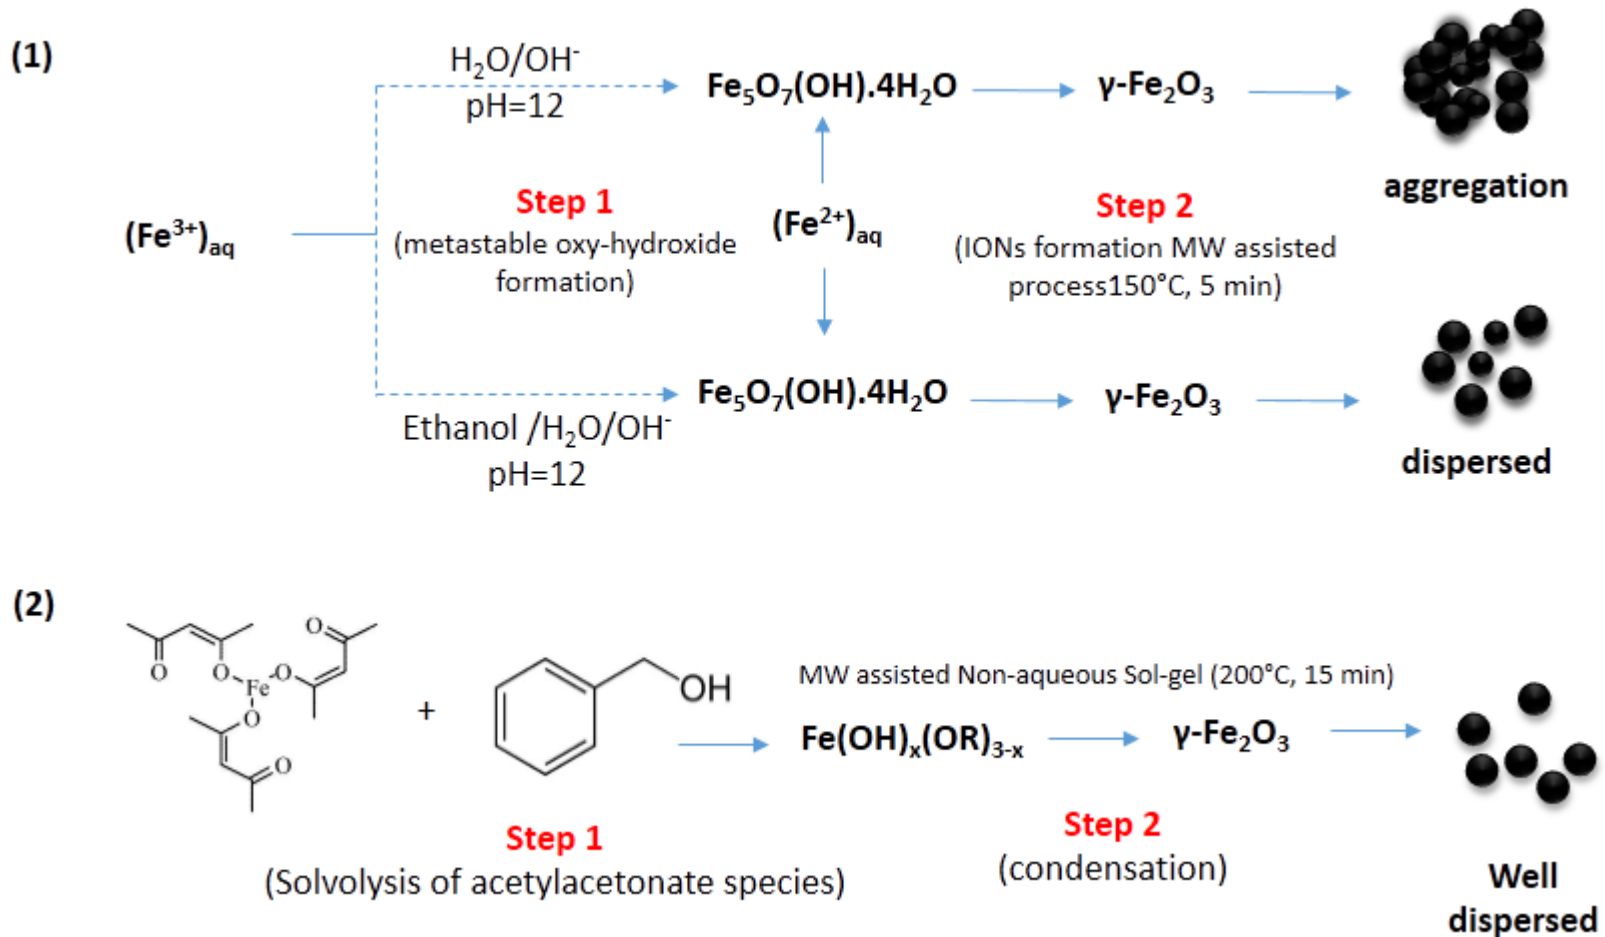 (1)
H₂O/OH⁻
pH=12
Fe₅O₇(OH).4H₂O
γ-Fe₂O₃
aggregation
(Fe³⁺)aq
Step 1
(metastable oxy-hydroxide
formation)
(Fe²⁺)aq
Step 2
(IONs formation MW assisted
process150°C, 5 min)
Fe₅O₇(OH).4H₂O
γ-Fe₂O₃
Ethanol /H₂O/OH⁻
pH=12
dispersed
(2)
O
O
O
O
Fe
O
O
+
OH
MW assisted Non-aqueous Sol-gel (200°C, 15 min)
Fe(OH)ₓ(OR)₃₋ₓ
γ-Fe₂O₃
Step 1
(Solvolysis of acetylacetonate species)
Step 2
(condensation)
Well
dispersed